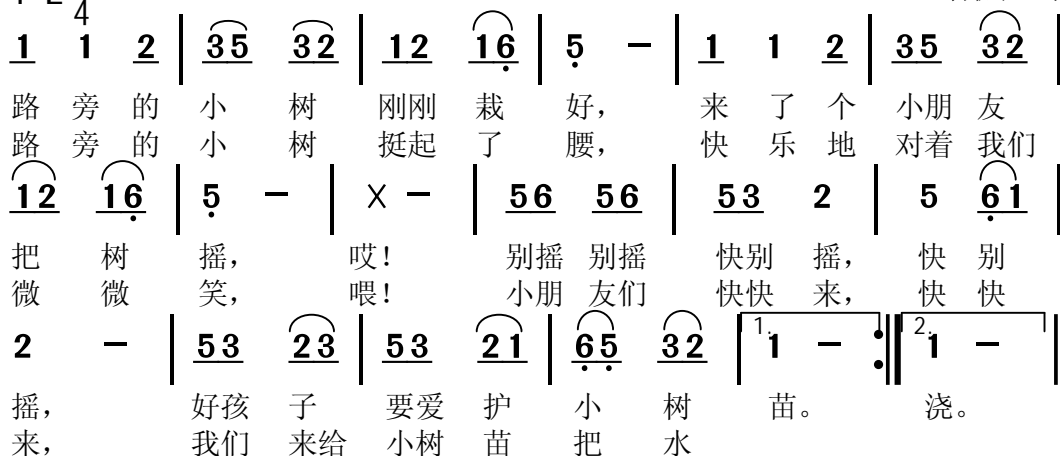 4
1 1 2 | 35 32 | 12 16 | 5 — | 1 1 2 | 35 32 |
路 旁 的 小 树 刚刚 栽 好， 来 了 个 小朋 友
路 旁 的 小 树 挺起 了 腰， 快 乐 地 对着 我们
12 16 | 5 — | X — | 56 56 | 53 2 | 5 61 |
把 树 摇， 哎！ 别摇 别摇 快别 摇， 快 别
微 微 笑， 喂！ 小朋 友们 快快 来， 快 快
2 — | 53 23 | 53 21 | 65 32 | 1. 1 — :| 2. 1 — |
摇， 好孩 子 要爱 护 小 树 苗。 浇。
来， 我们 来给 小树 苗 把 水